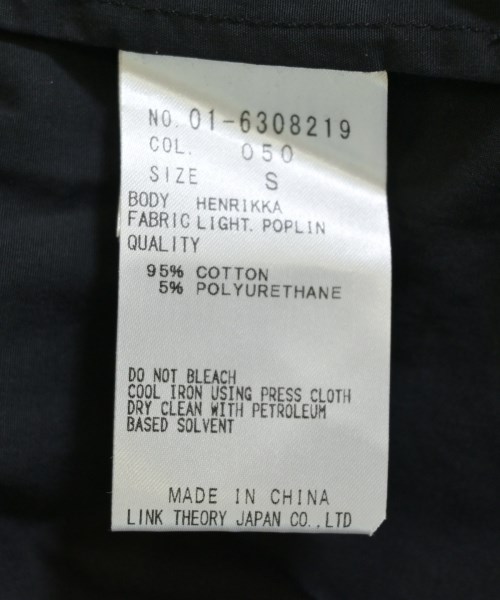 NO. 01-6308219
COL. 050
SIZE S
BODY HENRIKKA
FABRIC LIGHT. POPLIN
QUALITY
95% COTTON
5% POLYURETHANE
DO NOT BLEACH
COOL IRON USING PRESS CLOTH
DRY CLEAN WITH PETROLEUM
BASED SOLVENT
MADE IN CHINA
LINK THEORY JAPAN CO.,LTD